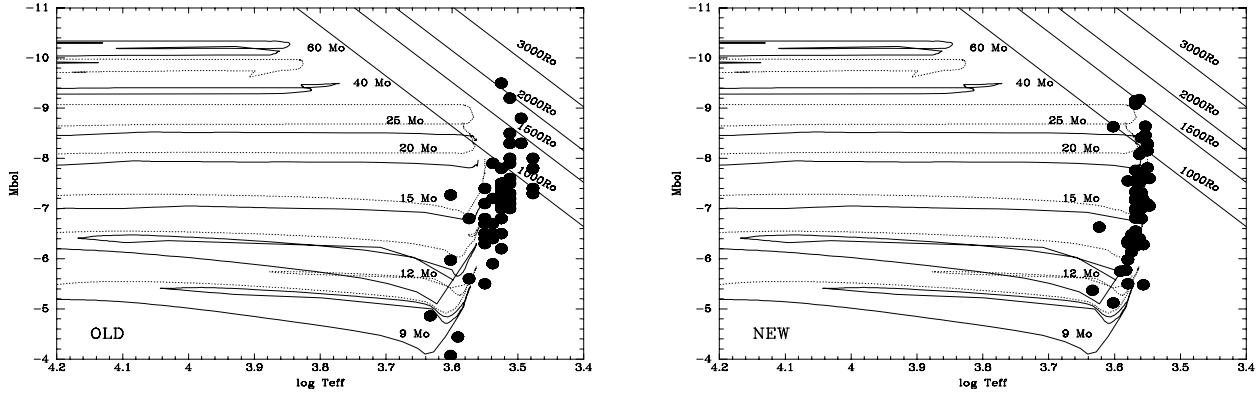 -11
-10
-9
-8
-7
-6
-5
-4
Mbol
60 Mo
40 Mo
25 Mo
20 Mo
15 Mo
12 Mo
9 Mo
3000Ro
2000Ro
1500Ro
1000Ro
OLD
4.2 4.1 4 3.9 3.8 3.7 3.6 3.5 3.4
log Teff
-11
-10
-9
-8
-7
-6
-5
-4
Mbol
60 Mo
40 Mo
25 Mo
20 Mo
15 Mo
12 Mo
9 Mo
3000Ro
2000Ro
1500Ro
1000Ro
NEW
4.2 4.1 4 3.9 3.8 3.7 3.6 3.5 3.4
log Teff